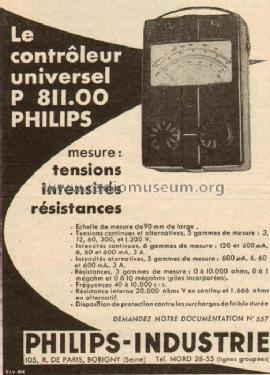 Le
contrôleur
universel
P 811.00
PHILIPS
mesure :
tensions
intensités
résistances
www.radiomuseum.org
- Echelle de mesure de 90 mm de large.
- Tensions continues et alternatives, 5 gammes de mesure : 3,
12, 60, 300, et 1.200 V.
- Intensités continues, 6 gammes de mesure : 120 et 600 µA,
6, 60 et 600 mA, 3 A.
- Intensités alternatives, 5 gammes de mesure : 600 µA, 6, 60
et 600 mA, 3 A.
- Résistances, 3 gammes de mesure : 0 à 10.000 ohms, 0 à 1
mégohm et 0 à 10 mégohms (piles incorporées).
- Fréquences 40 à 10.000 c:s.
- Résistance interne 20.000 ohms V en continu et 1.666 ohms
en alternatif.
- Disposition de protection contre les surcharges de faible durée
DEMANDEZ NOTRE DOCUMENTATION N° 557
PHILIPS-INDUSTRIE
105, R. DE PARIS, BOBIGNY (Seine) Tél. NORD 28-55 (lignes groupées)